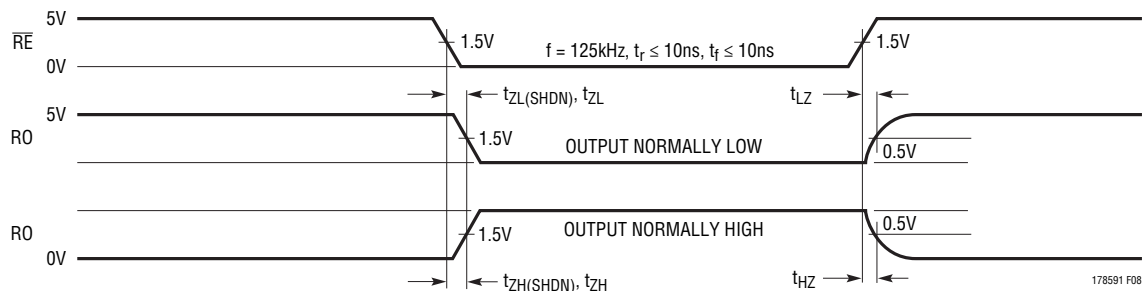 5V
RE
1.5V
f = 125kHz, tr ≤ 10ns, tf ≤ 10ns
1.5V
0V
tZL(SHDN), tZL
tLZ
5V
RO
1.5V
OUTPUT NORMALLY LOW
0.5V
RO
1.5V
OUTPUT NORMALLY HIGH
0.5V
0V
tZH(SHDN), tZH
tHZ
178591 F08